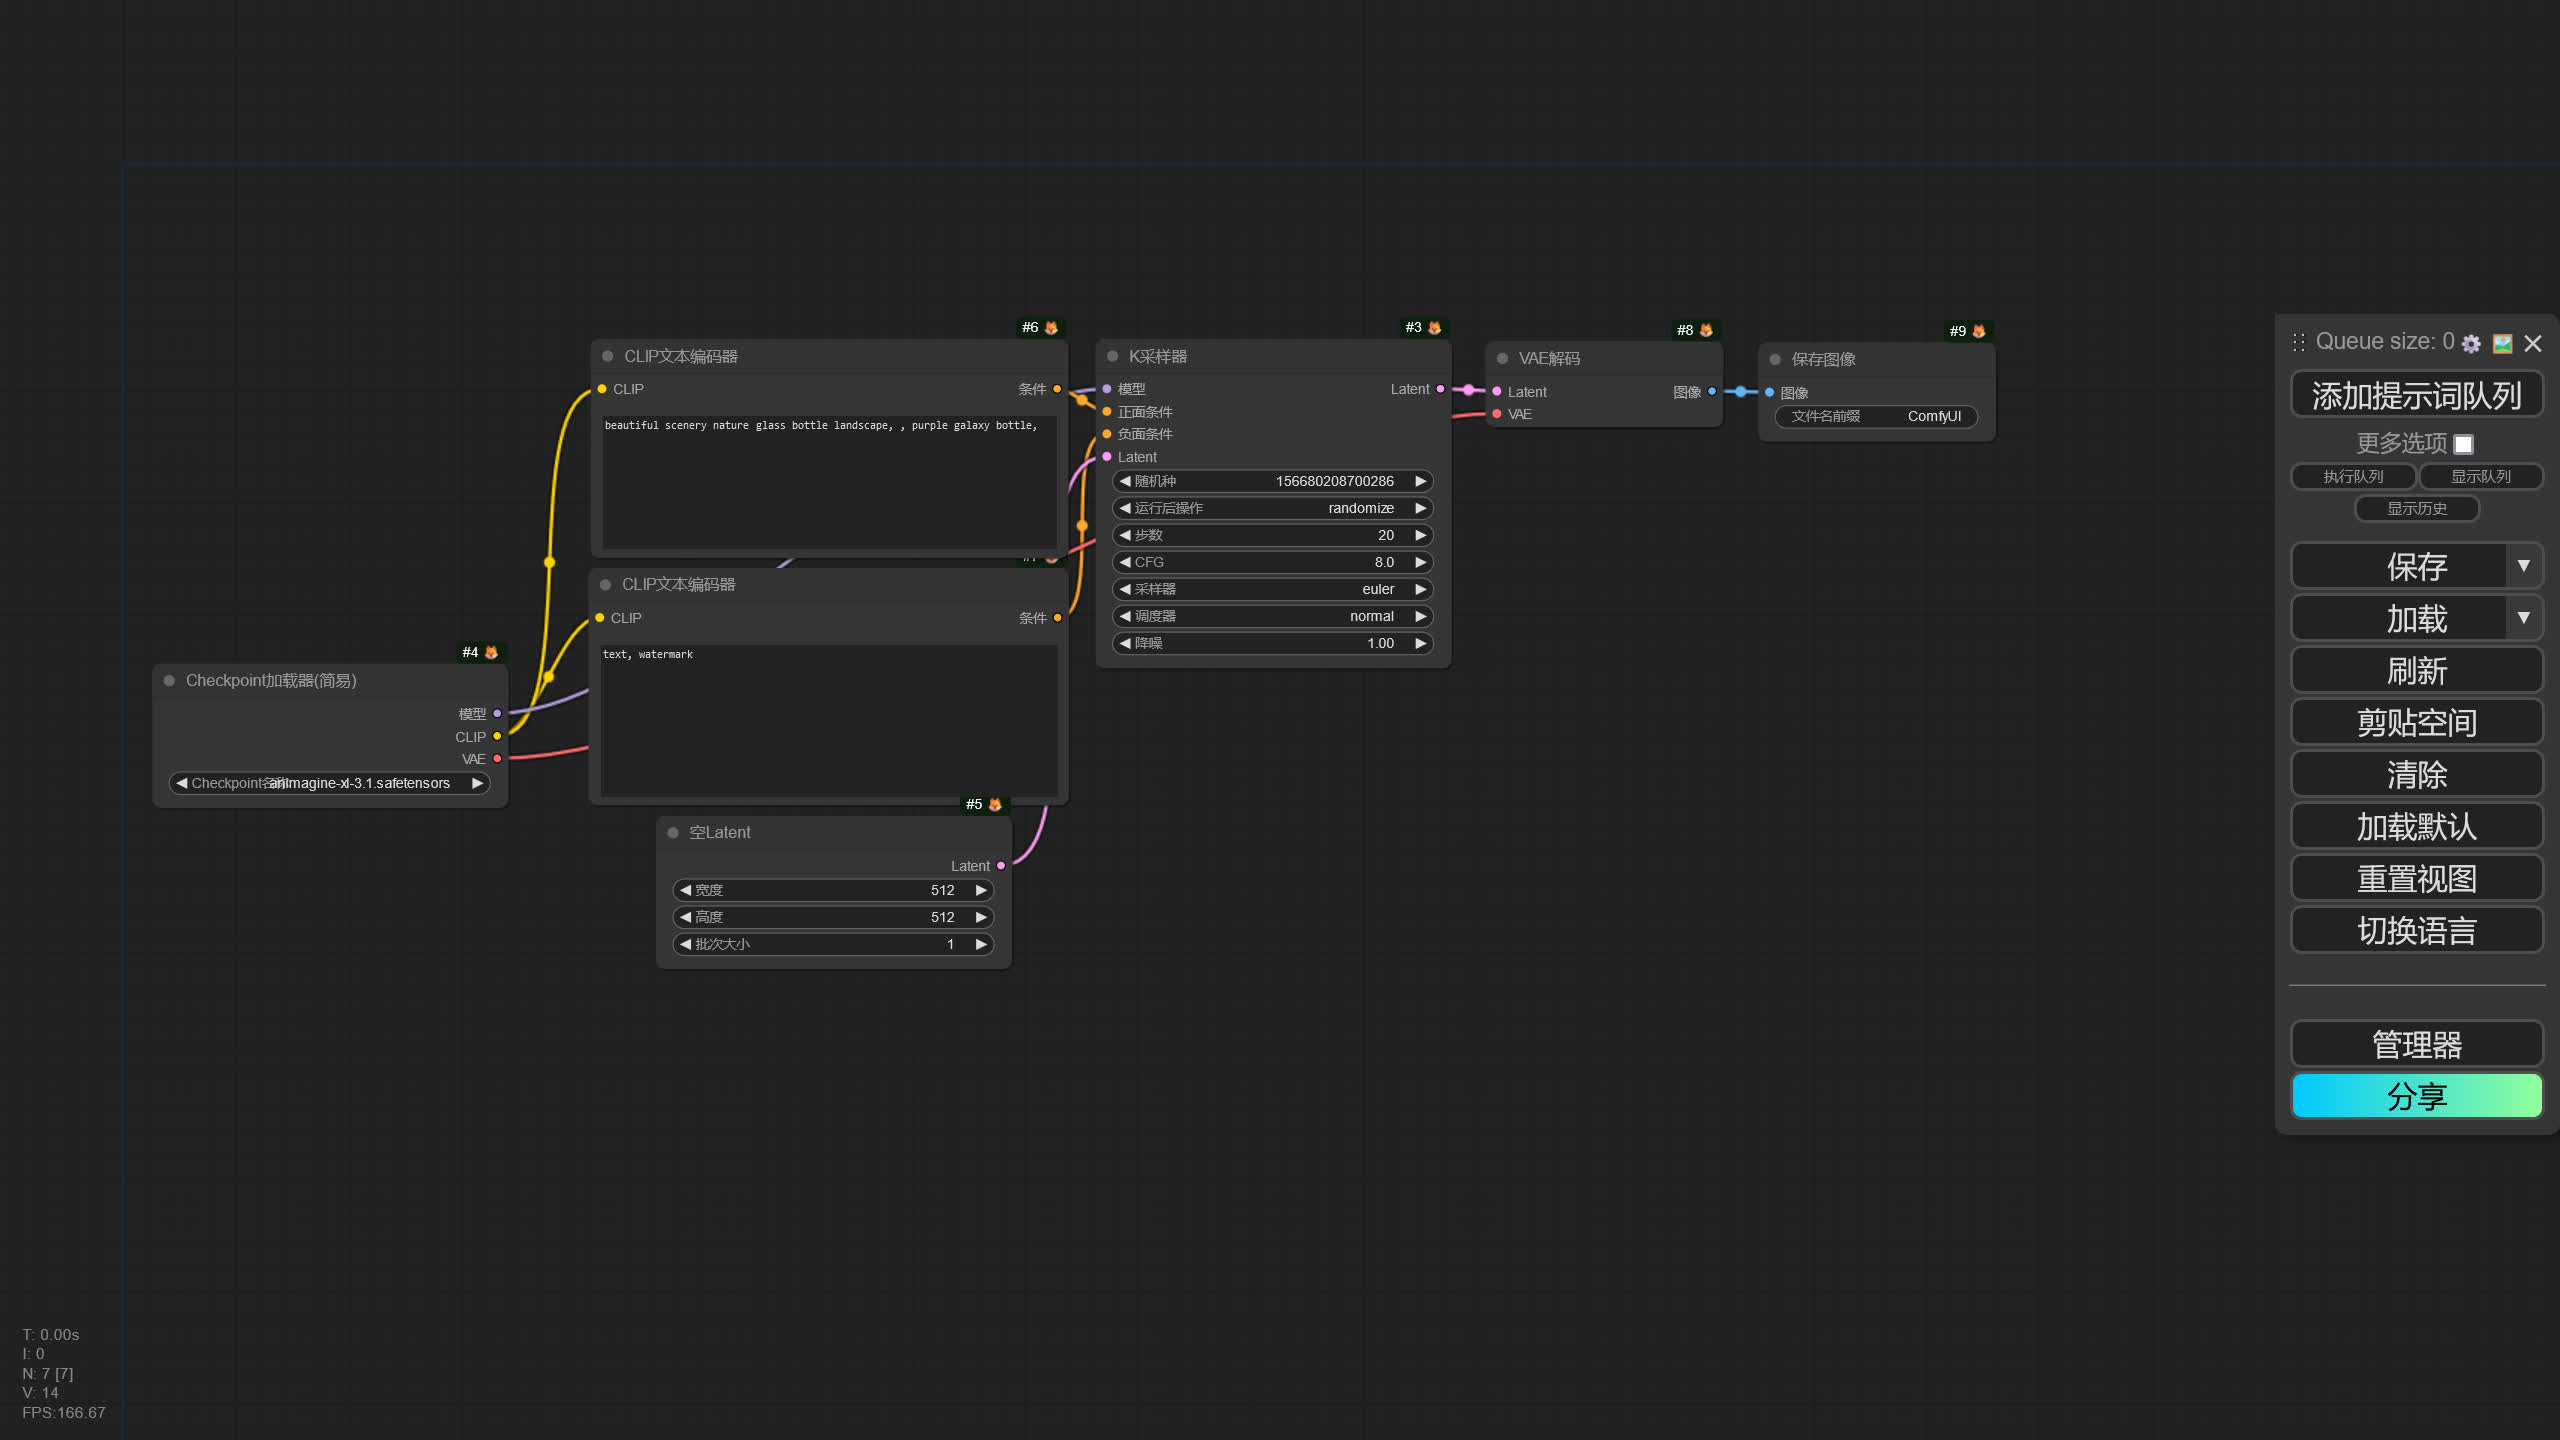 #6
CLIP文本编码器
CLIP
条件
beautiful scenery nature glass bottle landscape, , purple galaxy bottle,
CLIP文本编码器
CLIP
条件
text, watermark
#4
Checkpoint加载器(简易)
模型
CLIP
VAE
Checkpoint名称 animagine-xl-3.1.safetensors
#5
空Latent
Latent
宽度 512
高度 512
批次大小 1
#3
K采样器
模型 Latent
正面条件
负面条件
Latent
随机种 156680208700286
运行后操作 randomize
步数 20
CFG 8.0
采样器 euler
调度器 normal
降噪 1.00
#8
VAE解码
Latent 图像
VAE
#9
保存图像
图像
文件名前缀 ComfyUI
Queue size: 0
添加提示词队列
更多选项
执行队列 显示队列
显示历史
保存 ▼
加载 ▼
刷新
剪贴空间
清除
加载默认
重置视图
切换语言
管理器
分享
T: 0.00s
I: 0
N: 7 [7]
V: 14
FPS:166.67